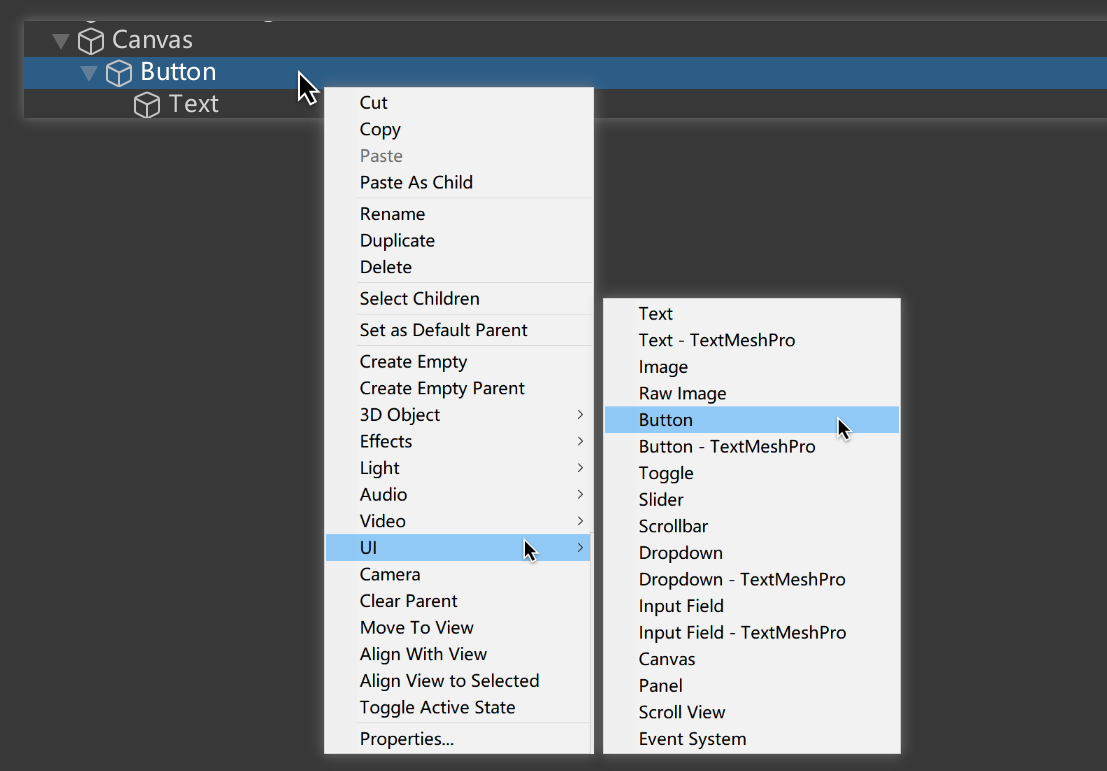 Canvas
Button
Text
Cut
Copy
Paste
Paste As Child
Rename
Duplicate
Delete
Select Children
Set as Default Parent
Create Empty
Create Empty Parent
3D Object
Effects
Light
Audio
Video
UI
Camera
Clear Parent
Move To View
Align With View
Align View to Selected
Toggle Active State
Properties...
Text
Text - TextMeshPro
Image
Raw Image
Button
Button - TextMeshPro
Toggle
Slider
Scrollbar
Dropdown
Dropdown - TextMeshPro
Input Field
Input Field - TextMeshPro
Canvas
Panel
Scroll View
Event System